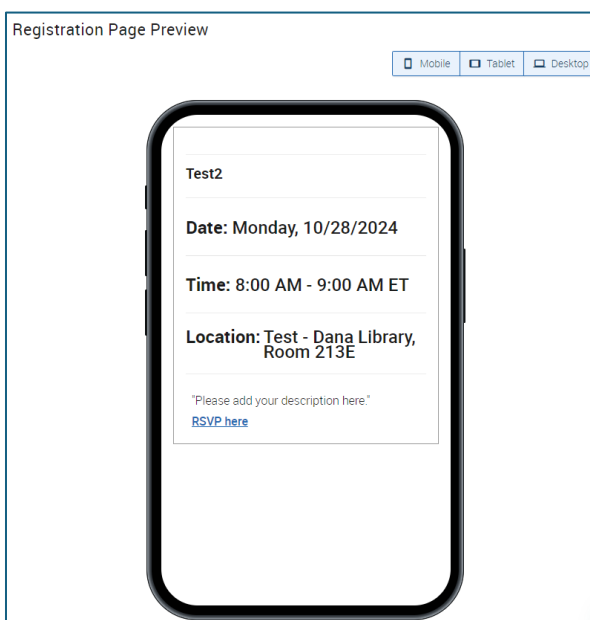 Registration Page Preview
Mobile Tablet Desktop
Test2
Date: Monday, 10/28/2024
Time: 8:00 AM - 9:00 AM ET
Location: Test - Dana Library,
Room 213E
"Please add your description here."
RSVP here